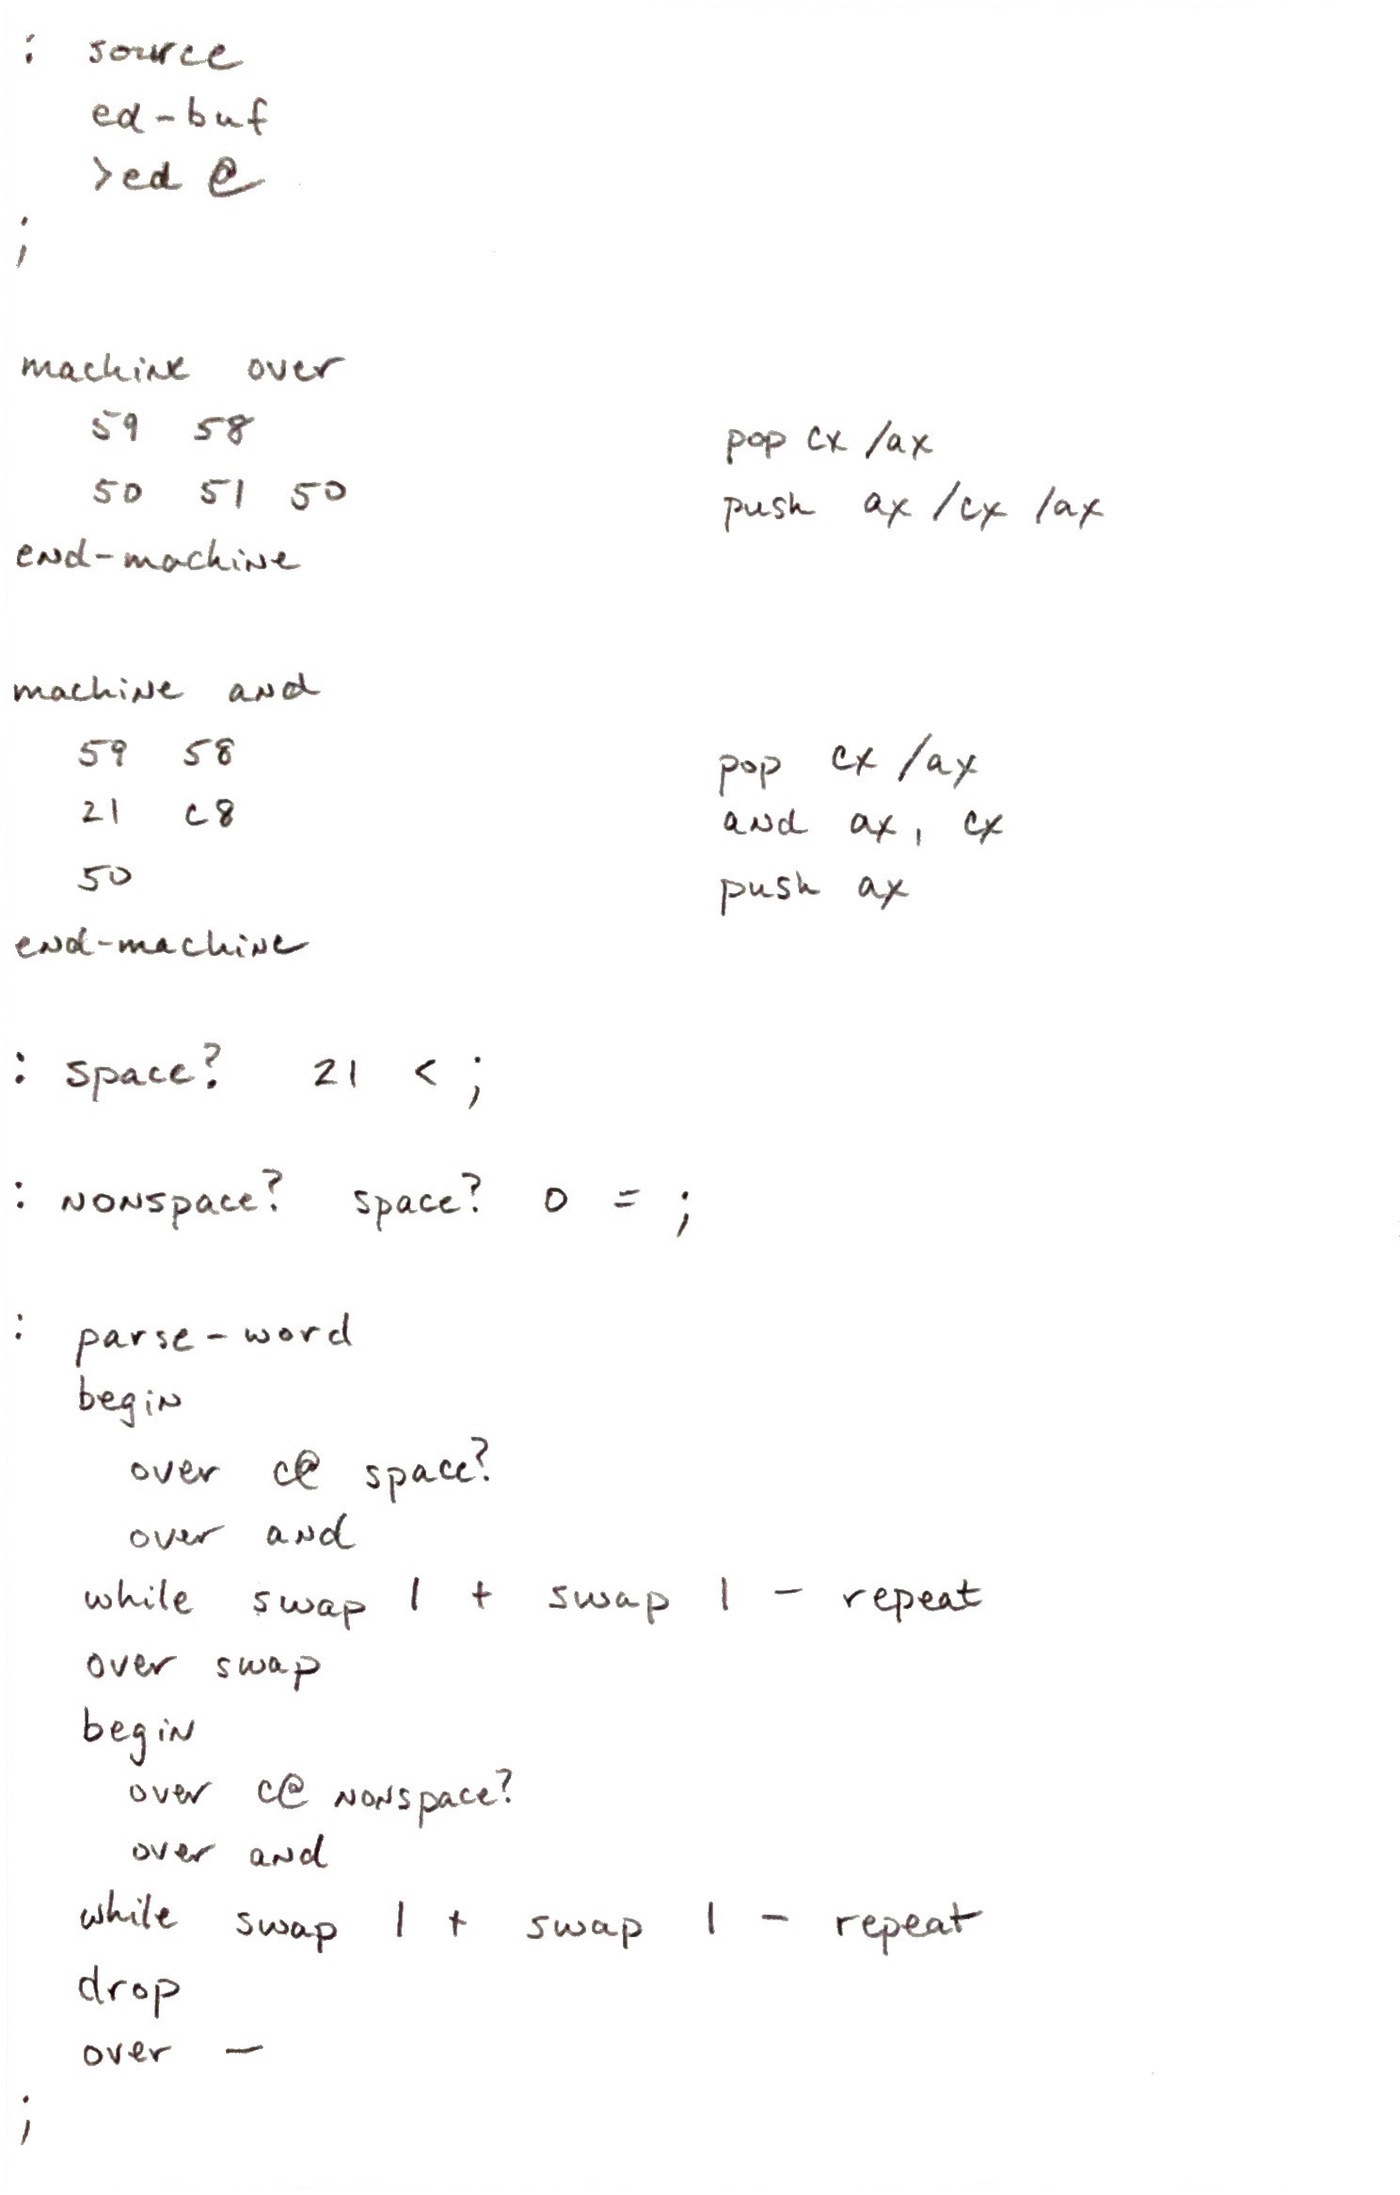 : source
ed-buf
>ed @
;
machine over
59 58 pop cx /ax
50 51 50 push ax /cx /ax
end-machine
machine and
59 58 pop cx /ax
21 c8 and ax, cx
50 push ax
end-machine
: space? 21 < ;
: nonspace? space? 0 = ;
: parse-word
begin
over c@ space?
over and
while swap 1 + swap 1 - repeat
over swap
begin
over c@ nonspace?
over and
while swap 1 + swap 1 - repeat
drop
over -
;